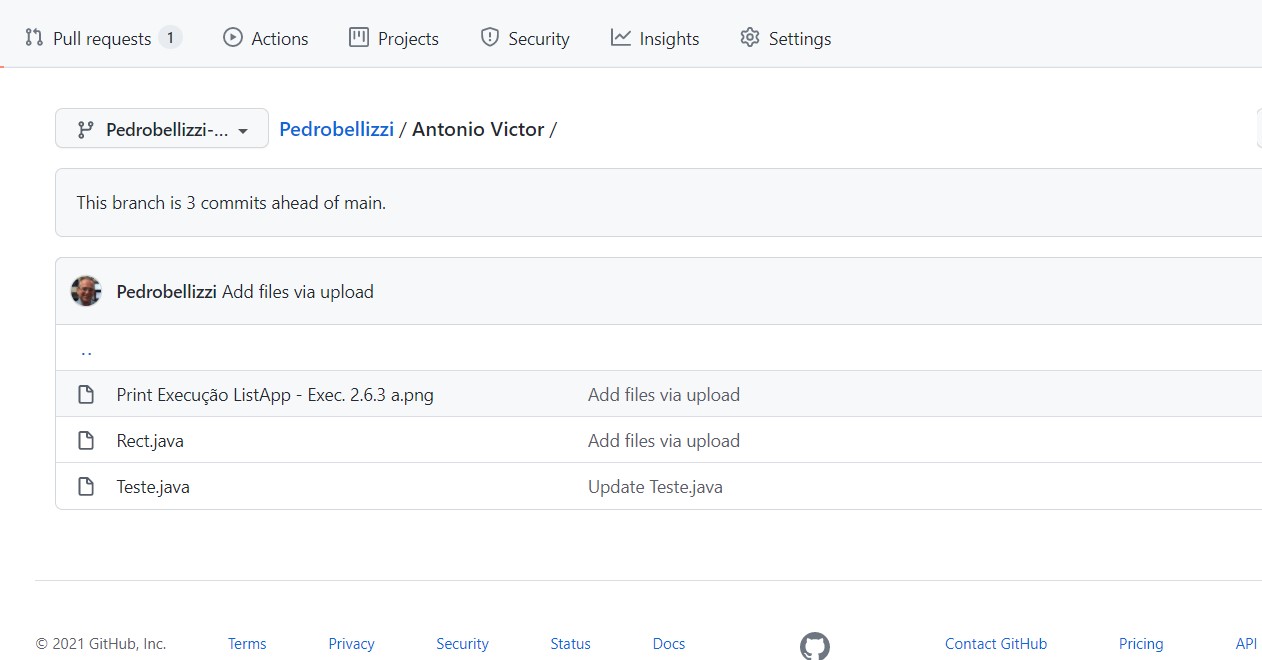 Pull requests 1 Actions Projects Security Insights Settings
Pedrobellizzi-... Pedrobellizzi / Antonio Victor /
This branch is 3 commits ahead of main.
Pedrobellizzi Add files via upload
..
Print Execução ListApp - Exec. 2.6.3 a.png Add files via upload
Rect.java Add files via upload
Teste.java Update Teste.java
© 2021 GitHub, Inc. Terms Privacy Security Status Docs Contact GitHub Pricing API